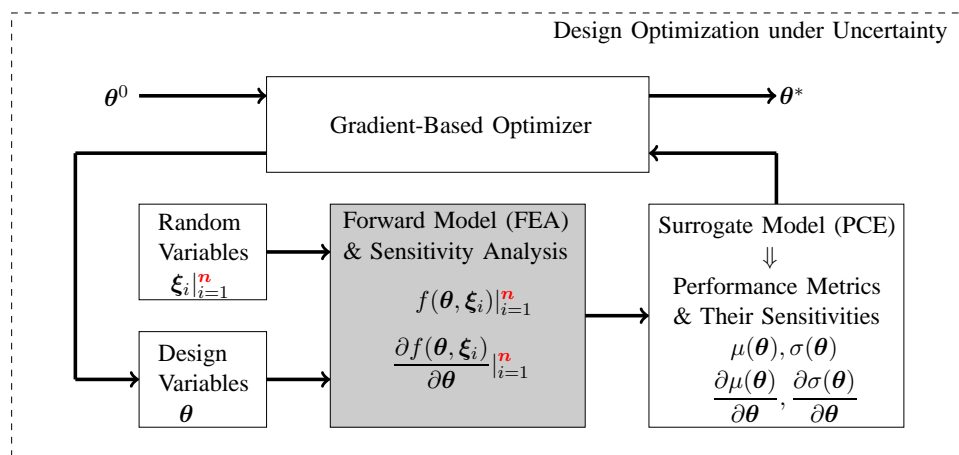 Design Optimization under Uncertainty
θ⁰
Gradient-Based Optimizer
θ*
Random
Variables
ξᵢ|ⁿᵢ₌₁
Design
Variables
θ
Forward Model (FEA)
& Sensitivity Analysis
f(θ, ξᵢ)|ⁿᵢ₌₁
∂f(θ, ξᵢ)/∂θ|ⁿᵢ₌₁
Surrogate Model (PCE)
⇓
Performance Metrics
& Their Sensitivities
μ(θ), σ(θ)
∂μ(θ)/∂θ, ∂σ(θ)/∂θ